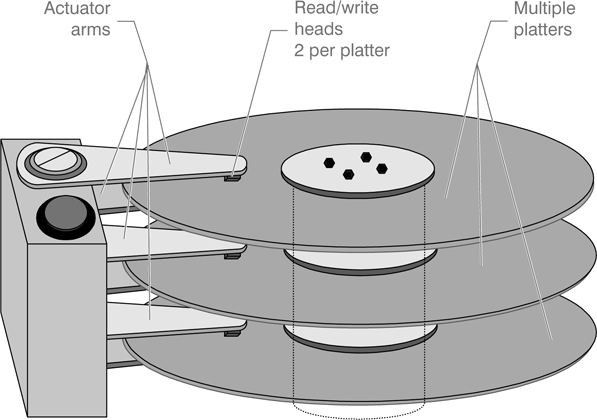 Actuator
arms
Read/write
heads
2 per platter
Multiple
platters